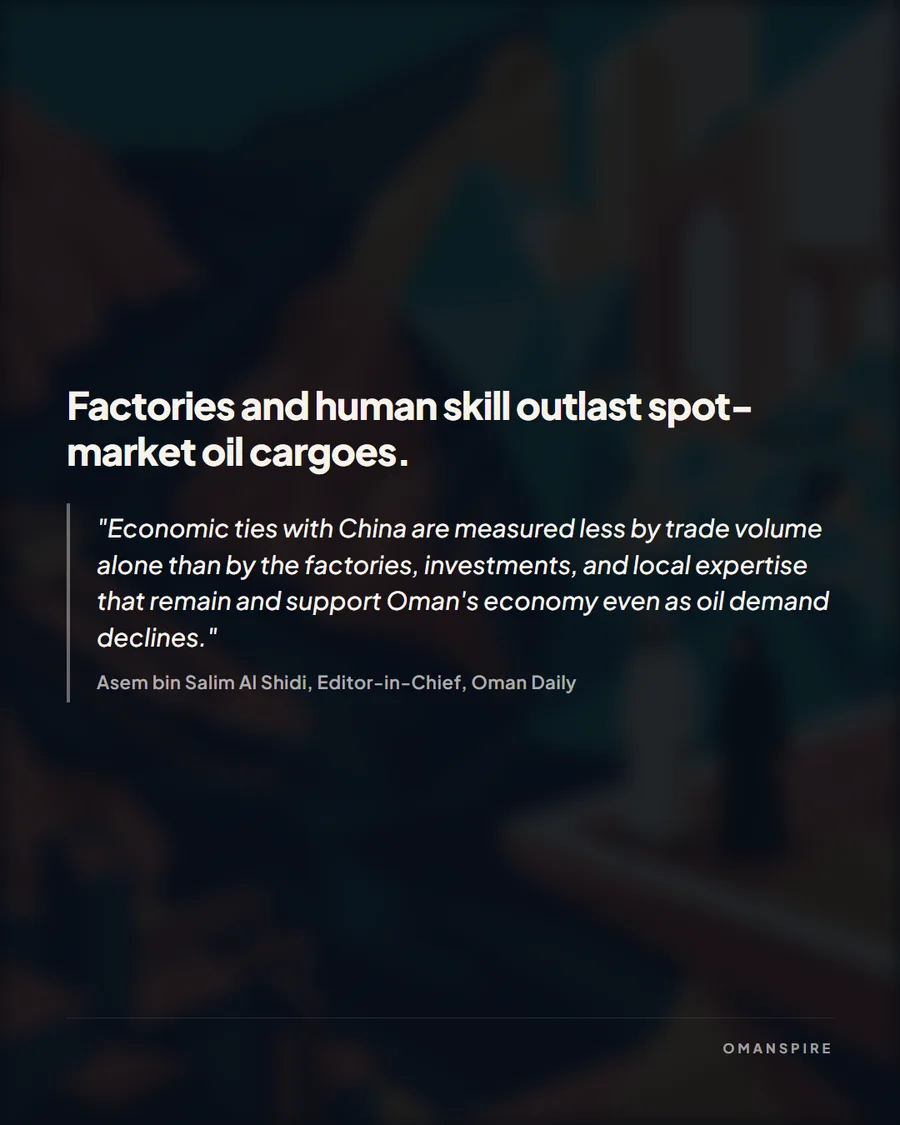 Factories and human skill outlast spot-
market oil cargoes.
"Economic ties with China are measured less by trade volume
alone than by the factories, investments, and local expertise
that remain and support Oman's economy even as oil demand
declines."
Asem bin Salim Al Shidi, Editor-in-Chief, Oman Daily
OMANSPIRE